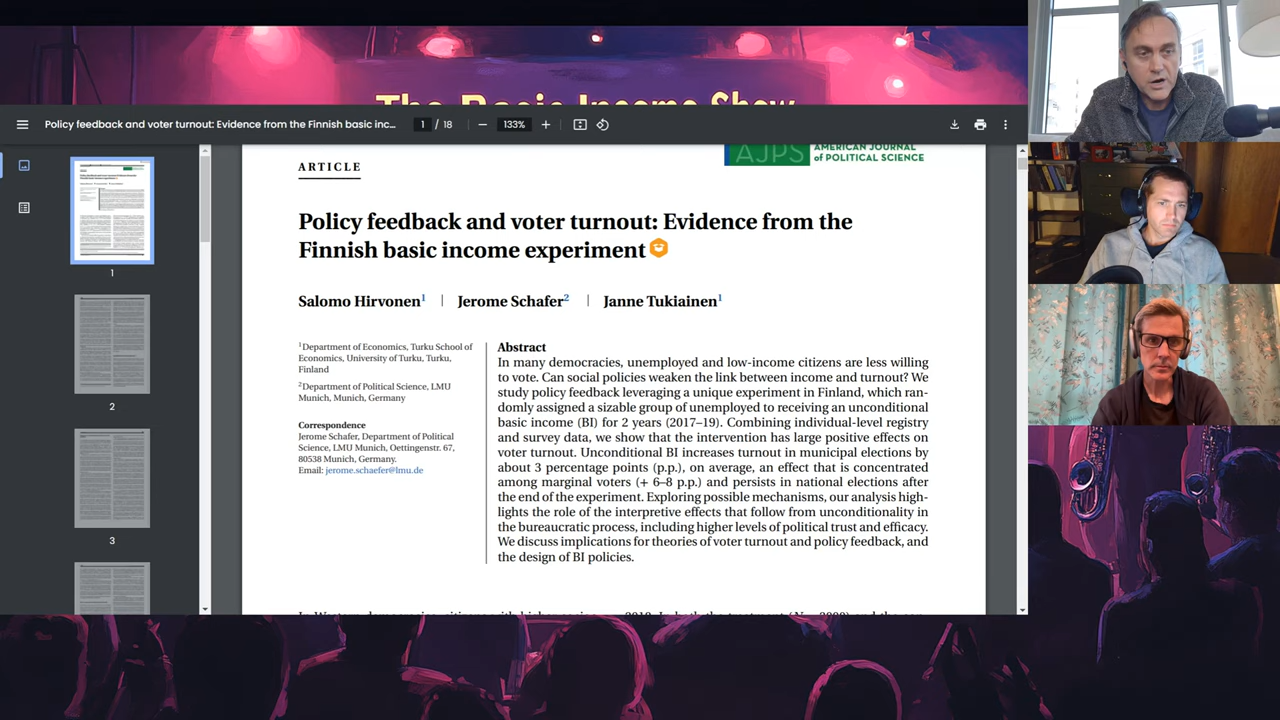 The Basic Income Show
Policy feedback and voter turnout: Evidence from the Finnish basic inc...
1 / 18
133%
ARTICLE
AJPS
AMERICAN JOURNAL
of POLITICAL SCIENCE
Policy feedback and voter turnout: Evidence from the
Finnish basic income experiment
Salomo Hirvonen1 | Jerome Schafer2 | Janne Tukiainen1
1Department of Economics, Turku School of
Economics, University of Turku, Turku,
Finland
2Department of Political Science, LMU
Munich, Munich, Germany
Correspondence
Jerome Schafer, Department of Political
Science, LMU Munich, Oettingenstr. 67,
80538 Munich, Germany.
Email: jerome.schaefer@lmu.de
Abstract
In many democracies, unemployed and low-income citizens are less willing
to vote. Can social policies weaken the link between income and turnout? We
study policy feedback leveraging a unique experiment in Finland, which ran-
domly assigned a sizable group of unemployed to receiving an unconditional
basic income (BI) for 2 years (2017–19). Combining individual-level registry
and survey data, we show that the intervention has large positive effects on
voter turnout. Unconditional BI increases turnout in municipal elections by
about 3 percentage points (p.p.), on average, an effect that is concentrated
among marginal voters (+ 6–8 p.p.) and persists in national elections after
the end of the experiment. Exploring possible mechanisms, our analysis high-
lights the role of the interpretive effects that follow from unconditionality in
the bureaucratic process, including higher levels of political trust and efficacy.
We discuss implications for theories of voter turnout and policy feedback, and
the design of BI policies.
1
2
3